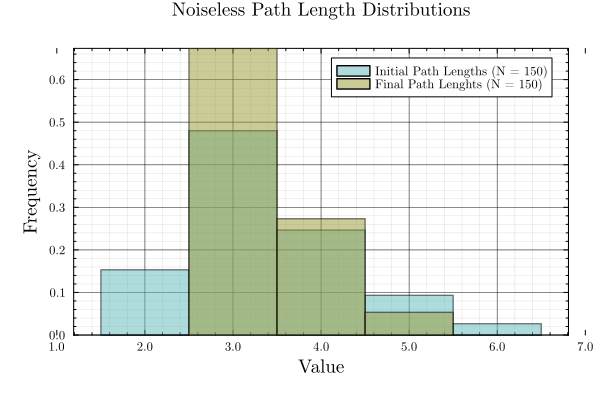 Noiseless Path Length Distributions
Initial Path Lengths (N = 150)
Final Path Lenghts (N = 150)
Frequency
0.6
0.5
0.4
0.3
0.2
0.1
0.0
1.0 2.0 3.0 4.0 5.0 6.0 7.0
Value